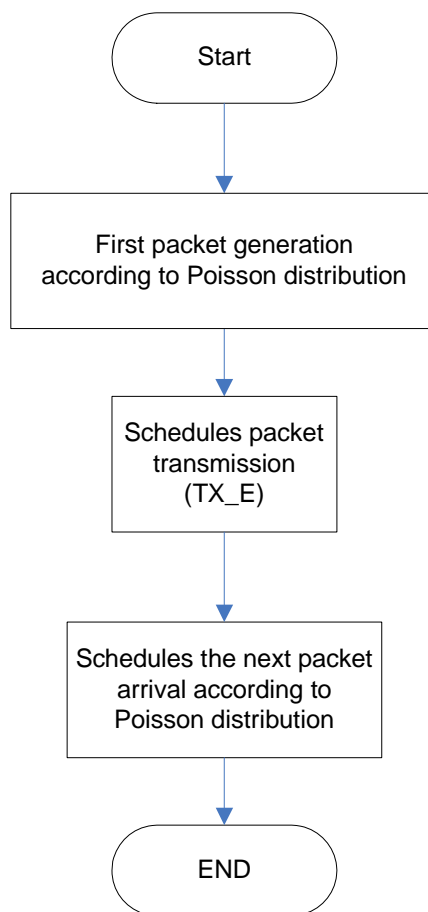 Start
First packet generation
according to Poisson distribution
Schedules packet
transmission
(TX_E)
Schedules the next packet
arrival according to
Poisson distribution
END